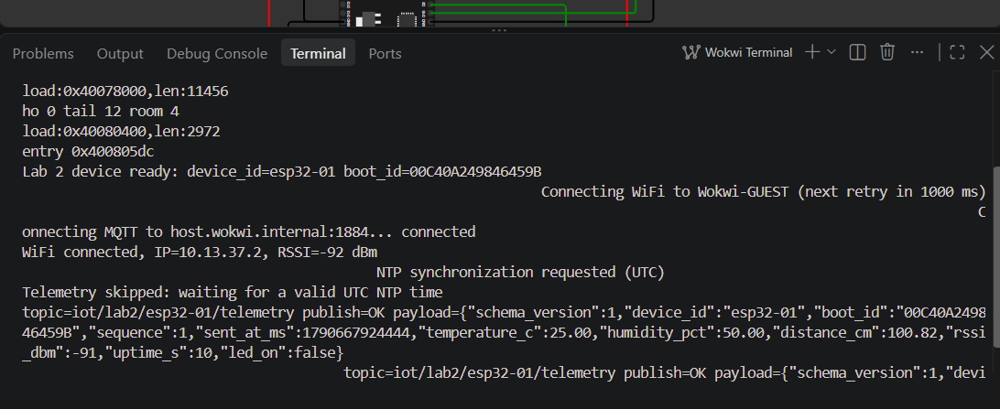 Problems Output Debug Console Terminal Ports Wokwi Terminal
load:0x40078000,len:11456
ho 0 tail 12 room 4
load:0x40080400,len:2972
entry 0x400805dc
Lab 2 device ready: device_id=esp32-01 boot_id=00C40A249846459B
Connecting WiFi to Wokwi-GUEST (next retry in 1000 ms)
C
onnecting MQTT to host.wokwi.internal:1884... connected
WiFi connected, IP=10.13.37.2, RSSI=-92 dBm
NTP synchronization requested (UTC)
Telemetry skipped: waiting for a valid UTC NTP time
topic=iot/lab2/esp32-01/telemetry publish=OK payload={"schema_version":1,"device_id":"esp32-01","boot_id":"00C40A2498
46459B","sequence":1,"sent_at_ms":1790667924444,"temperature_c":25.00,"humidity_pct":50.00,"distance_cm":100.82,"rssi
_dbm":-91,"uptime_s":10,"led_on":false}
topic=iot/lab2/esp32-01/telemetry publish=OK payload={"schema_version":1,"devi